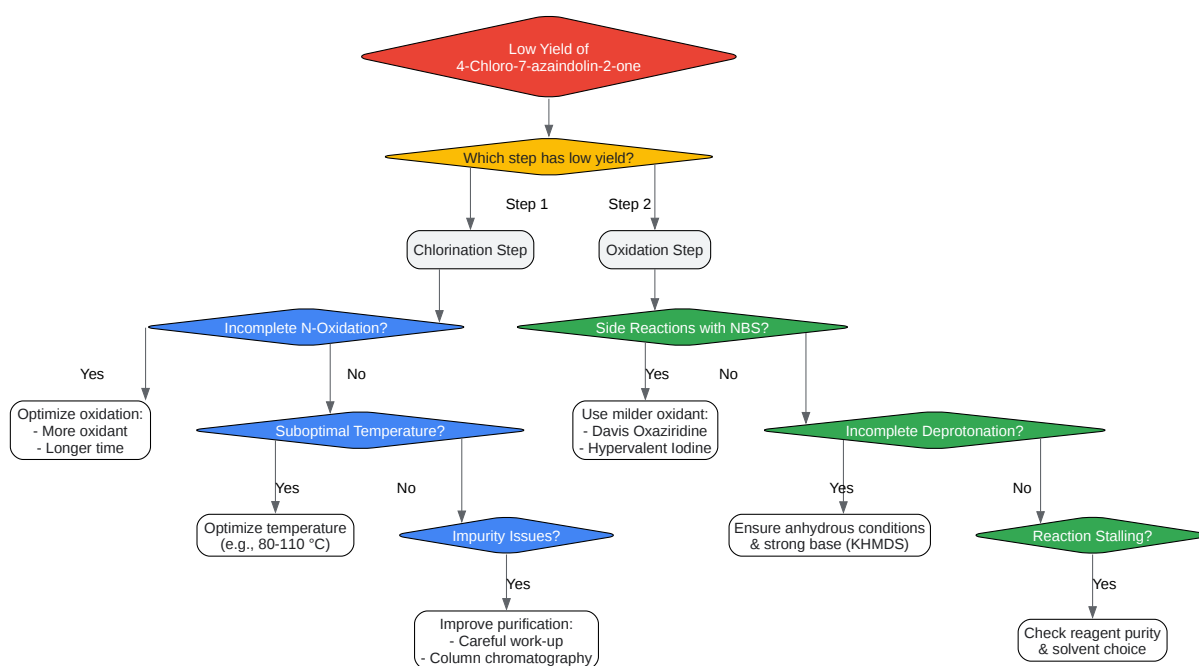 Low Yield of
4-Chloro-7-azaindolin-2-one
Which step has low yield?
Step 1
Step 2
Chlorination Step
Oxidation Step
Incomplete N-Oxidation?
Side Reactions with NBS?
Yes
No
Yes
No
Optimize oxidation:
- More oxidant
- Longer time
Suboptimal Temperature?
Use milder oxidant:
- Davis Oxaziridine
- Hypervalent Iodine
Incomplete Deprotonation?
Yes
No
Yes
No
Optimize temperature
(e.g., 80-110 °C)
Impurity Issues?
Ensure anhydrous conditions
& strong base (KHMDS)
Reaction Stalling?
Yes
Yes
Improve purification:
- Careful work-up
- Column chromatography
Check reagent purity
& solvent choice